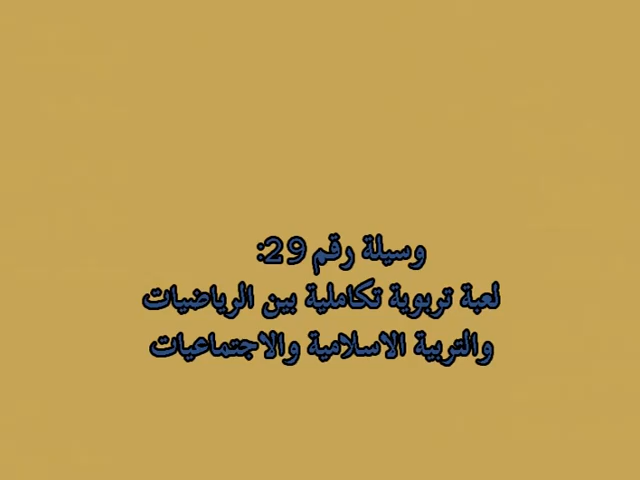 وسيلة رقم 29:
لعبة تربوية تكاملية بين الرياضيات
والتربية الاسلامية والاجتماعيات